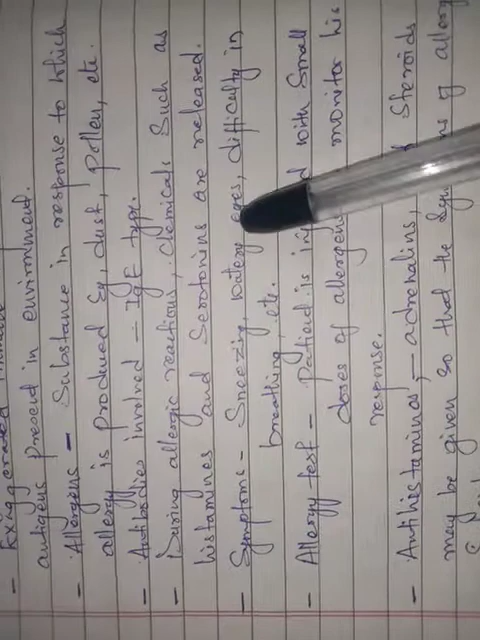 - Exaggerated
antigens present in environment.
- Allergens - Substance in response to which
allergy is produced Eg, dust, pollen, etc.
- Antibodies involved - IgE type.
- During allergic reactions, chemicals such as
histamines and Serotonins are released.
- Symptoms - Sneezing, watery eyes, difficulty in
breathing, etc.
- Allergy test - Patient is with Small
doses of allergens monitor his
response.
- Antihistamines, - adrenalins, Steroids
may be given so that the of allergy